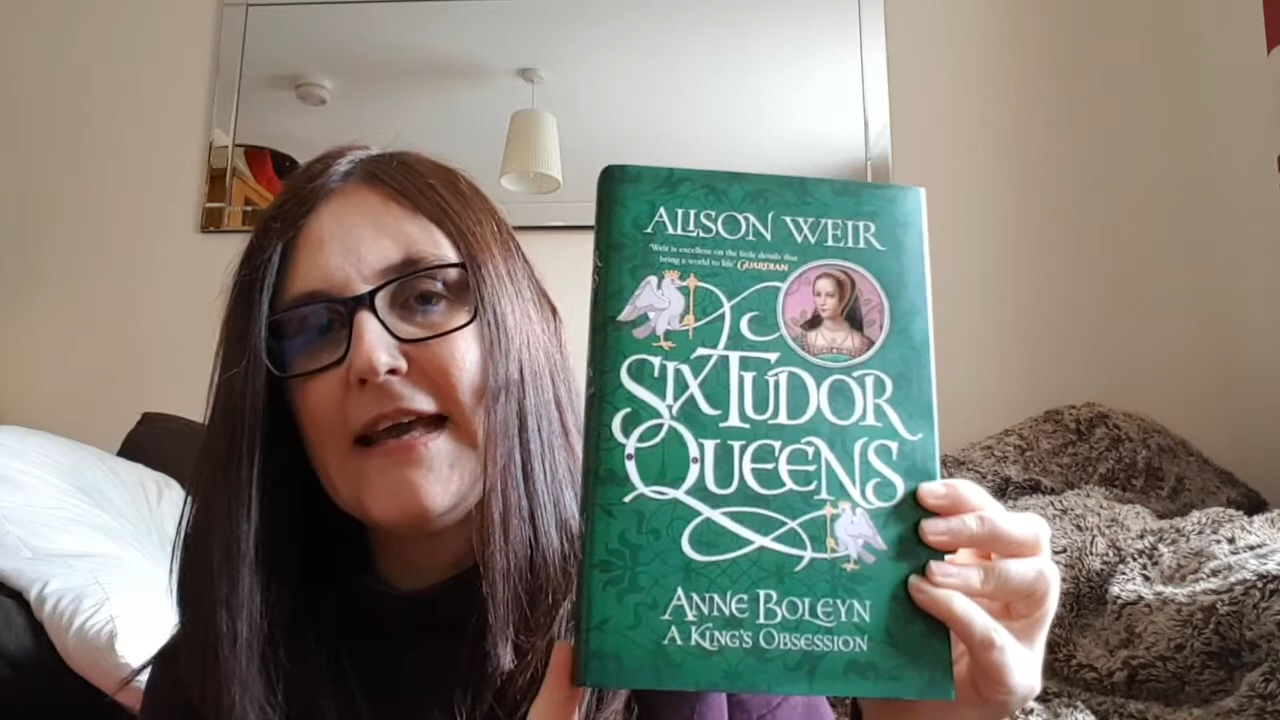 ALISON WEIR
'Weir is excellent on the little details that
bring a world to life' GUARDIAN
SIX TUDOR
QUEENS
ANNE BOLEYN
A KING'S OBSESSION